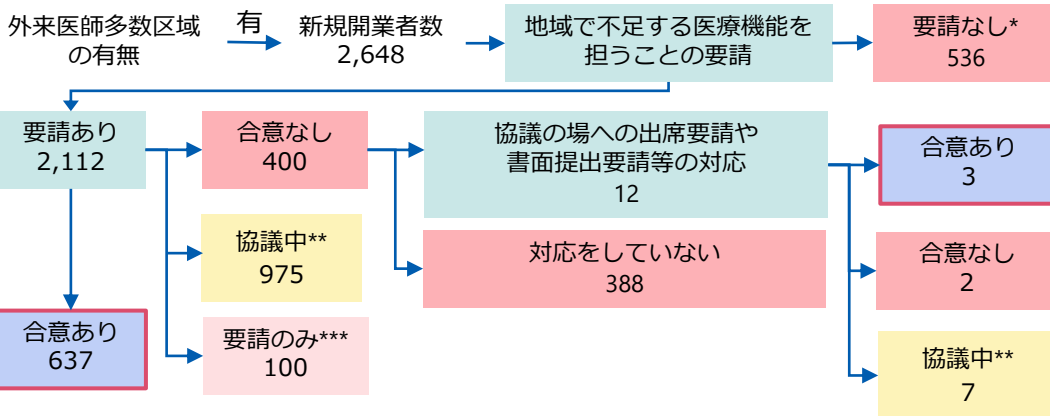 外来医師多数区域
の有無
有
新規開業者数
2,648
地域で不足する医療機能を
担うことの要請
要請なし*
536
要請あり
2,112
合意なし
400
協議の場への出席要請や
書面提出要請等の対応
12
合意あり
3
協議中**
975
対応をしていない
388
合意なし
2
合意あり
637
要請のみ***
100
協議中**
7